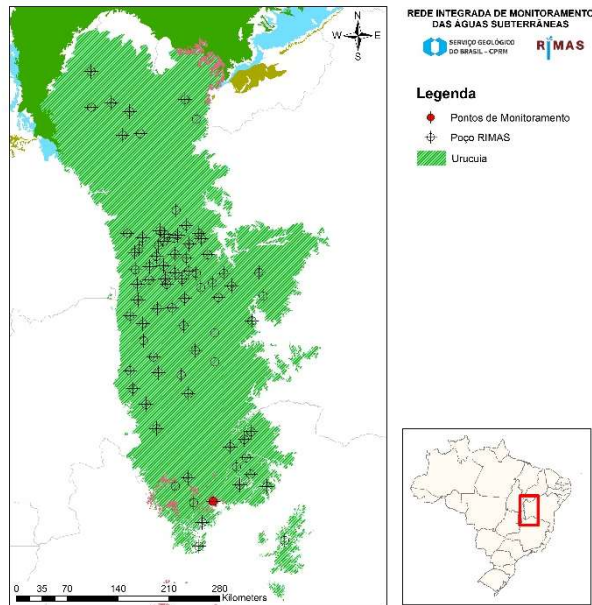 N
W E
S
REDE INTEGRADA DE MONITORAMENTO
DAS ÁGUAS SUBTERRÂNEAS
SERVIÇO GEOLÓGICO
DO BRASIL - CPRM
RIMAS
Legenda
Pontos de Monitoramento
Poço RIMAS
Urucuia
0 35 70 140 210 280
Kilometers